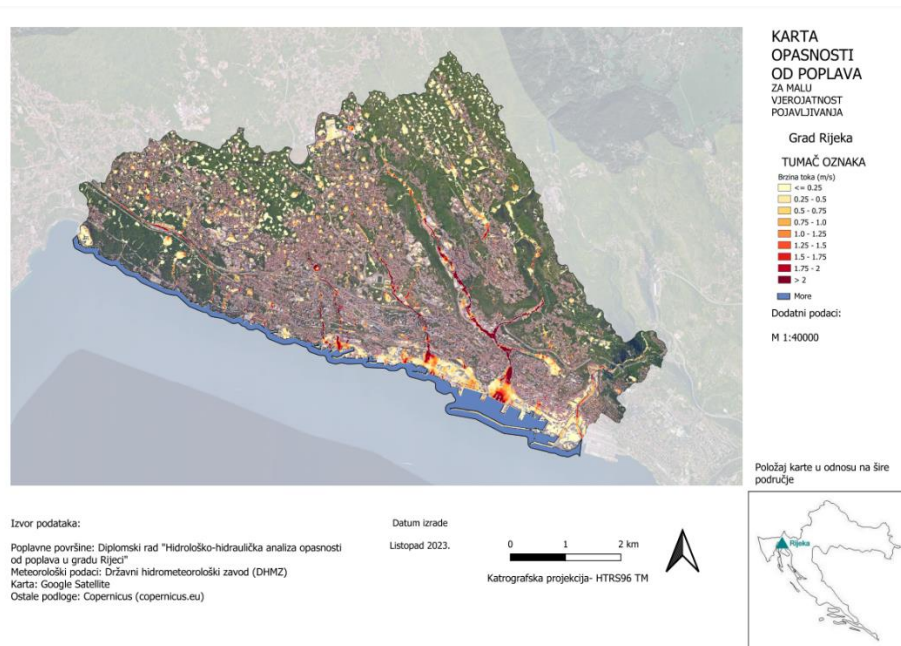 KARTA
OPASNOSTI
OD POPLAVA
ZA MALU
VJEROJATNOST
POJAVLJIVANJA
Grad Rijeka
TUMAČ OZNAKA
Brzina toka (m/s)
<= 0.25
0.25 - 0.5
0.5 - 0.75
0.75 - 1.0
1.0 - 1.25
1.25 - 1.5
1.5 - 1.75
1.75 - 2
> 2
More
Dodatni podaci:
M 1:40000
Položaj karte u odnosu na šire
područje
Rijeka
Izvor podataka:
Poplavne površine: Diplomski rad "Hidrološko-hidraulička analiza opasnosti
od poplava u gradu Rijeci"
Meteorološki podaci: Državni hidrometeorološki zavod (DHMZ)
Karta: Google Satellite
Ostale podloge: Copernicus (copernicus.eu)
Datum izrade
Listopad 2023.
0 1 2 km
Katrografska projekcija- HTRS96 TM